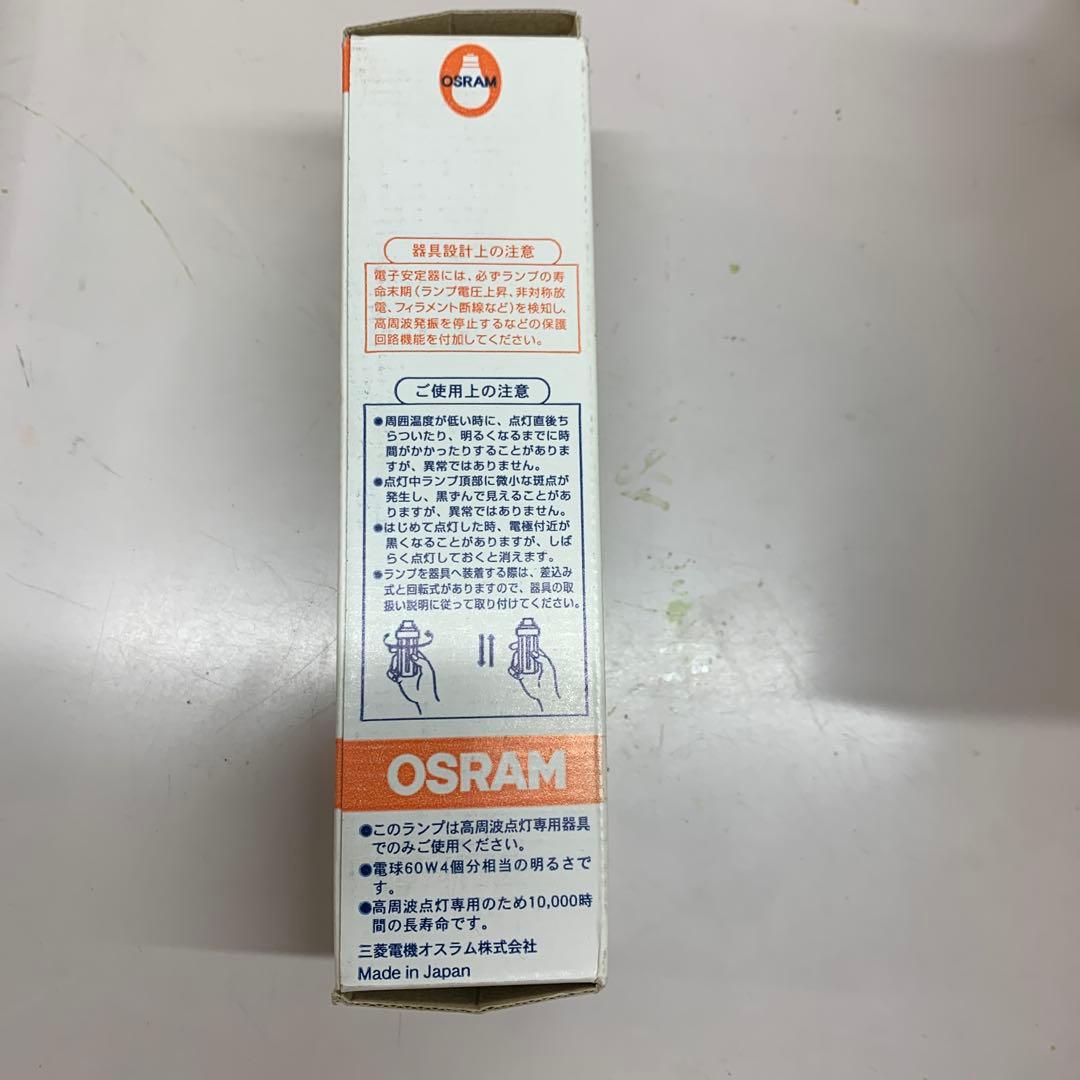 OSRAM
器具設計上の注意
電子安定器には、必ずランプの寿
命末期(ランプ電圧上昇、非対称放
電、フィラメント断線など)を検知し、
高周波発振を停止するなどの保護
回路機能を付加してください。
ご使用上の注意
●周囲温度が低い時に、点灯直後ち
らついたり、明るくなるまでに時
間がかかったりすることがありま
すが、異常ではありません。
●点灯中ランプ頂部に微小な斑点が
発生し、黒ずんで見えることがあ
りますが、異常ではありません。
●はじめて点灯した時、電極付近が
黒くなることがありますが、しば
らく点灯しておくと消えます。
●ランプを器具へ装着する際は、差込み
式と回転式がありますので、器具の取
扱い説明に従って取り付けてください。
OSRAM
●このランプは高周波点灯専用器具
でのみご使用ください。
●電球60W4個分相当の明るさで
す。
●高周波点灯専用のため10,000時
間の長寿命です。
三菱電機オスラム株式会社
Made in Japan